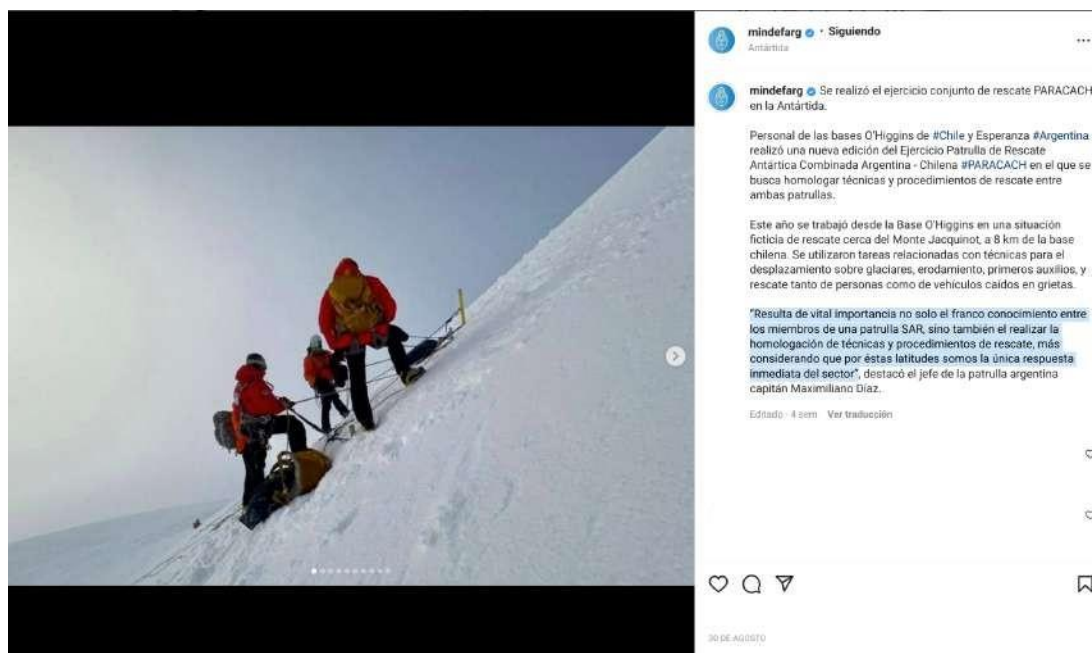 mindefarg • Siguiendo
Antártida
...
mindefarg Se realizó el ejercicio conjunto de rescate PARACACH
en la Antártida.
Personal de las bases O'Higgins de #Chile y Esperanza #Argentina
realizó una nueva edición del Ejercicio Patrulla de Rescate
Antártica Combinada Argentina - Chilena #PARACACH en el que se
busca homologar técnicas y procedimientos de rescate entre
ambas patrullas.
Este año se trabajó desde la Base O'Higgins en una situación
ficticia de rescate cerca del Monte Jacquinot, a 8 km de la base
chilena. Se utilizaron tareas relacionadas con técnicas para el
desplazamiento sobre glaciares, erodamiento, primeros auxilios, y
rescate tanto de personas como de vehículos caídos en grietas.
"Resulta de vital importancia no solo el franco conocimiento entre
los miembros de una patrulla SAR, sino también el realizar la
homologación de técnicas y procedimientos de rescate, más
considerando que por éstas latitudes somos la única respuesta
inmediata del sector", destacó el jefe de la patrulla argentina
capitán Maximiliano Díaz.
Editado · 4 sem Ver traducción
30 DE AGOSTO